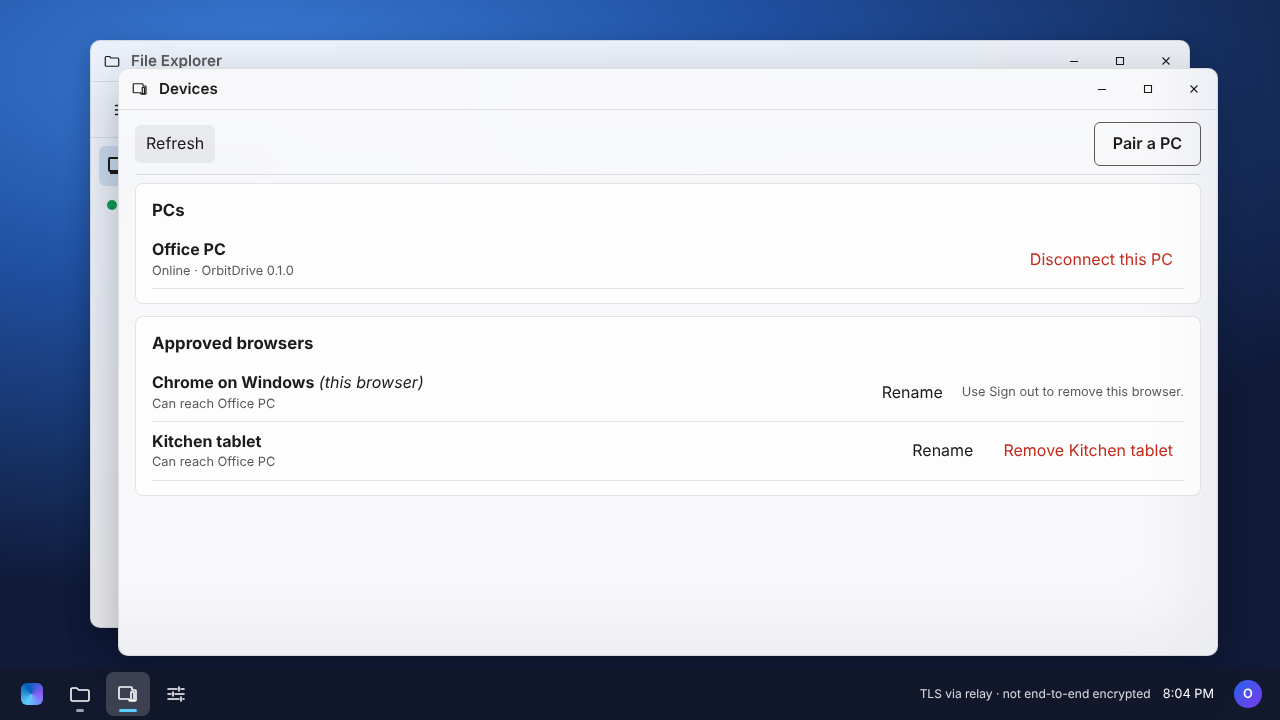 File Explorer
Devices
Refresh
Pair a PC
PCs
Office PC
Online · OrbitDrive 0.1.0
Disconnect this PC
Approved browsers
Chrome on Windows (this browser)
Can reach Office PC
Rename
Use Sign out to remove this browser.
Kitchen tablet
Can reach Office PC
Rename
Remove Kitchen tablet
TLS via relay · not end-to-end encrypted
8:04 PM
O